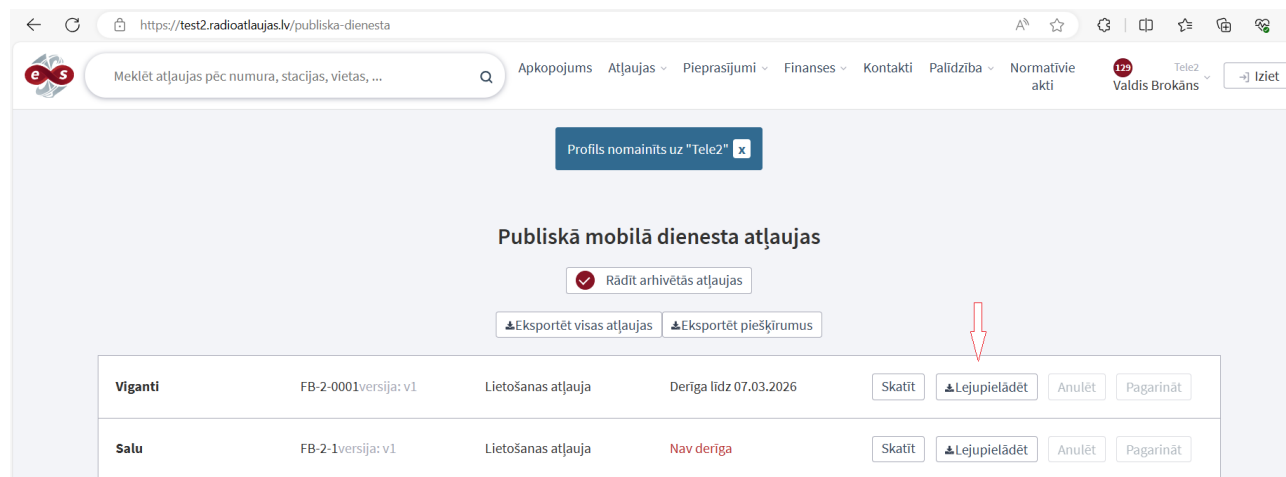 https://test2.radioatlaujas.lv/publiska-dienesta
e s
Meklēt atļaujas pēc numura, stacijas, vietas, ...
Apkopojums Atļaujas Pieprasījumi Finanses Kontakti Palīdzība Normatīvie akti
129 Tele2
Valdis Brokāns
Iziet
Profils nomainīts uz "Tele2" x
Publiskā mobilā dienesta atļaujas
Rādīt arhivētās atļaujas
Eksportēt visas atļaujas Eksportēt piešķīrumus
Viganti FB-2-0001versija: v1 Lietošanas atļauja Derīga līdz 07.03.2026 Skatīt Lejupielādēt Anulēt Pagarināt
Salu FB-2-1versija: v1 Lietošanas atļauja Nav derīga Skatīt Lejupielādēt Anulēt Pagarināt